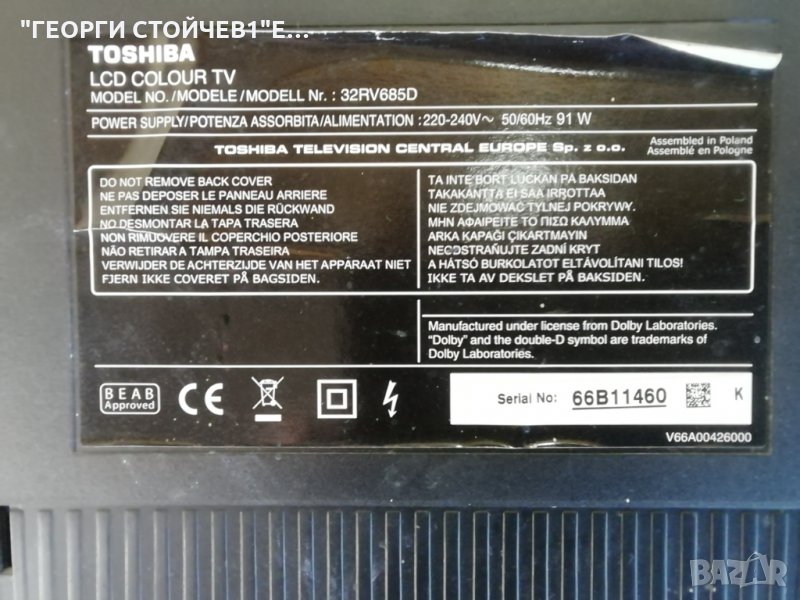 "ГЕОРГИ СТОЙЧЕВ1"Е...
TOSHIBA
LCD COLOUR TV
MODEL NO./MODELE/MODELL Nr. : 32RV685D
POWER SUPPLY/POTENZA ASSORBITA/ALIMENTATION : 220-240V~ 50/60Hz 91 W
TOSHIBA TELEVISION CENTRAL EUROPE Sp. z o.o.
Assembled in Poland
Assemblé en Pologne
DO NOT REMOVE BACK COVER
NE PAS DEPOSER LE PANNEAU ARRIERE
ENTFERNEN SIE NIEMALS DIE RÜCKWAND
NO DESMONTAR LA TAPA TRASERA
NON RIMUOVERE IL COPERCHIO POSTERIORE
NÃO RETIRAR A TAMPA TRASEIRA
VERWIJDER DE ACHTERZIJDE VAN HET APPARAAT NIET
FJERN IKKE COVERET PÅ BAGSIDEN.
TA INTE BORT LUCKAN PÅ BAKSIDAN
TAKAKANTTA EI SAA IRROTTAA
NIE ZDEJMOWAĆ TYLNEJ POKRYWY.
ΜΗΝ ΑΦΑΙΡΕΙΤΕ ΤΟ ΠΙΣΩ ΚΑΛΥΜΜΑ
ARKA KAPAĞI ÇIKARTMAYIN
NEODSTRAŇUJTE ZADNÍ KRYT
A HÁTSÓ BURKOLATOT ELTÁVOLÍTANI TILOS!
IKKE TA AV DEKSLET PÅ BAKSIDEN.
Manufactured under license from Dolby Laboratories.
"Dolby" and the double-D symbol are trademarks of
Dolby Laboratories.
BEAB
Approved
CE
Serial No: 66B11460 K
V66A00426000
BAZAR